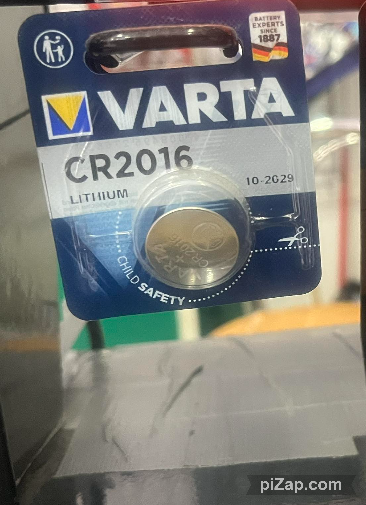 BATTERY
EXPERTS
SINCE
1887
VARTA
CR2016
LITHIUM
10-2029
CHILD SAFETY
piZap.com